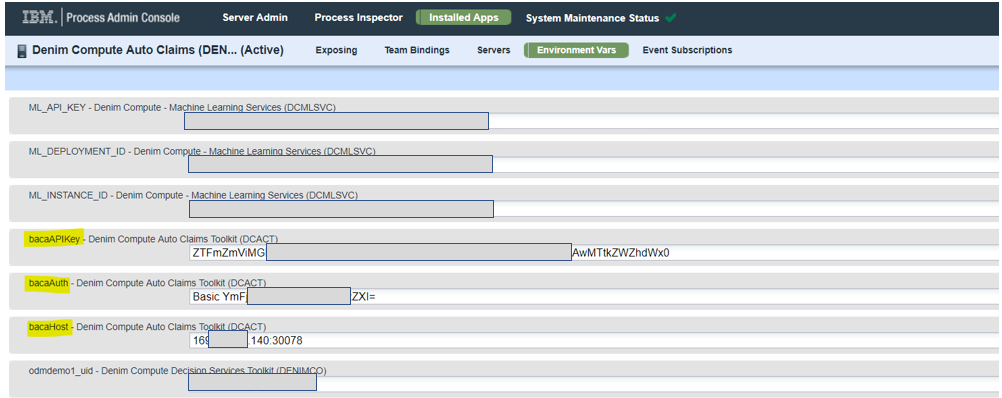 IBM. Process Admin Console Server Admin Process Inspector Installed Apps System Maintenance Status
Denim Compute Auto Claims (DEN... (Active) Exposing Team Bindings Servers Environment Vars Event Subscriptions
ML_API_KEY - Denim Compute - Machine Learning Services (DCMLSVC)
ML_DEPLOYMENT_ID - Denim Compute - Machine Learning Services (DCMLSVC)
ML_INSTANCE_ID - Denim Compute - Machine Learning Services (DCMLSVC)
bacaAPIKey - Denim Compute Auto Claims Toolkit (DCACT)
ZTFmZmViMG AwMTtkZWZhdWx0
bacaAuth - Denim Compute Auto Claims Toolkit (DCACT)
Basic YmF ZXI=
bacaHost - Denim Compute Auto Claims Toolkit (DCACT)
169 .140:30078
odmdemo1_uid - Denim Compute Decision Services Toolkit (DENIMCO)